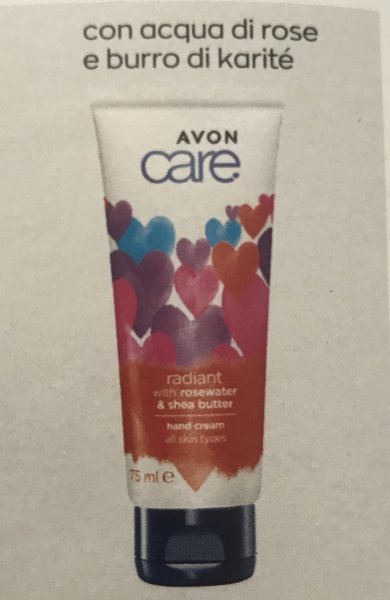 con acqua di rose
e burro di karité
AVON
care
radiant
with rosewater
& shea butter
hand cream
all skin types
75 ml e